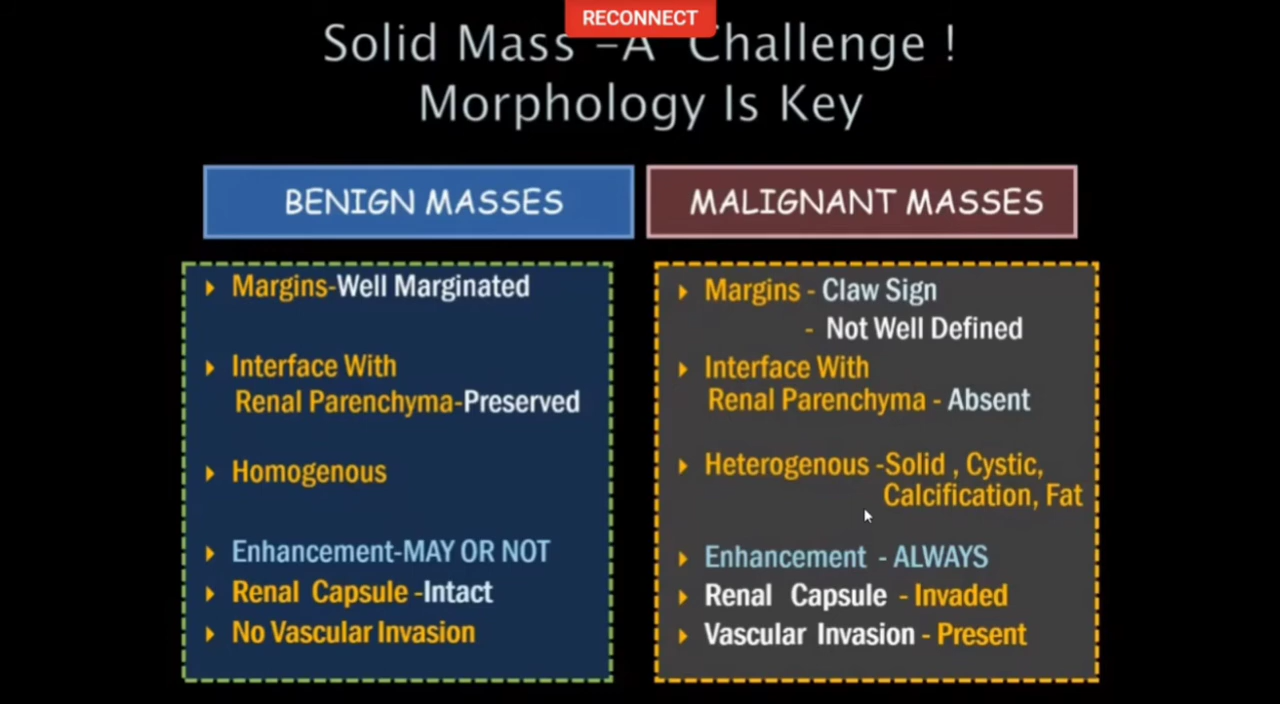 RECONNECT
Solid Mass -A Challenge !
Morphology Is Key
BENIGN MASSES
Margins-Well Marginated
Interface With
Renal Parenchyma-Preserved
Homogenous
Enhancement-MAY OR NOT
Renal Capsule -Intact
No Vascular Invasion
MALIGNANT MASSES
Margins - Claw Sign
- Not Well Defined
Interface With
Renal Parenchyma - Absent
Heterogenous -Solid , Cystic,
Calcification, Fat
Enhancement - ALWAYS
Renal Capsule - Invaded
Vascular Invasion - Present